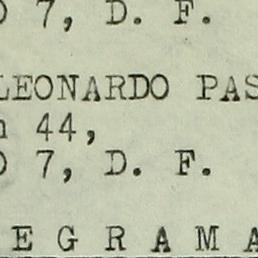 7, D. F.
LEONARDO PAS
44,
7, D. F.
E G R A M A